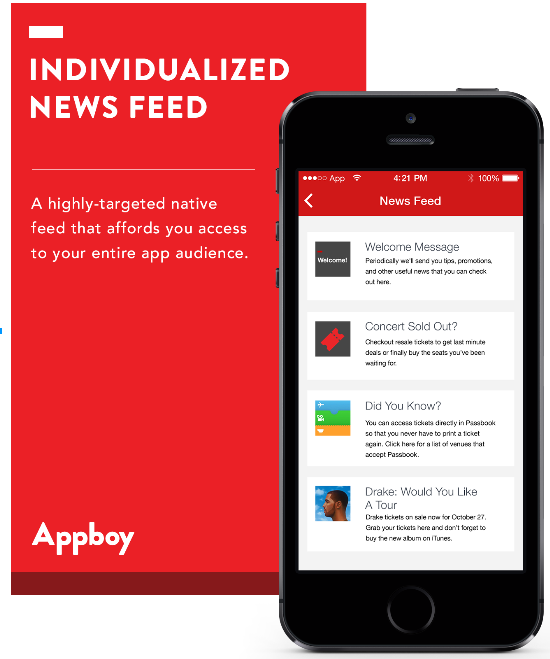 INDIVIDUALIZED
NEWS FEED
A highly-targeted native
feed that affords you access
to your entire app audience.
Appboy
App 4:21 PM 100%
News Feed
Welcome!
Welcome Message
Periodically we'll send you tips, promotions,
and other useful news that you can check
out here.
Concert Sold Out?
Checkout resale tickets to get last minute
deals or finally buy the seats you've been
waiting for.
Did You Know?
You can access tickets directly in Passbook
so that you never have to print a ticket
again. Click here for a list of venues that
accept Passbook.
Drake: Would You Like
A Tour
Drake tickets on sale now for October 27.
Grab your tickets here and don't forget to
buy the new album on iTunes.